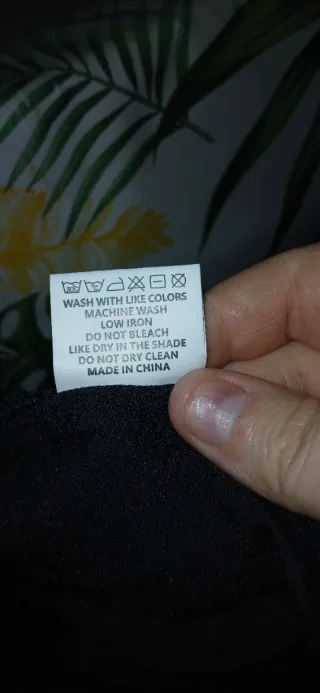 WASH WITH LIKE COLORS
MACHINE WASH
LOW IRON
DO NOT BLEACH
LIKE DRY IN THE SHADE
DO NOT DRY CLEAN
MADE IN CHINA